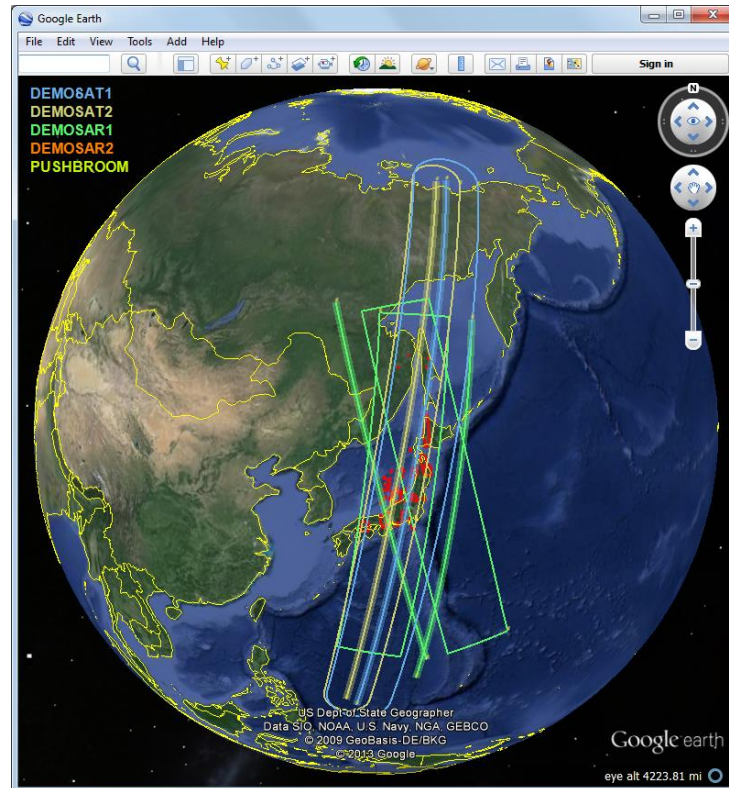 Google Earth
File Edit View Tools Add Help
Sign in
DEMO8AT1
DEMOSAT2
DEMOSAR1
DEMOSAR2
PUSHBROOM
N
US Dept of State Geographer
Data SIO, NOAA, U.S. Navy, NGA, GEBCO
© 2009 GeoBasis-DE/BKG
© 2013 Google
Google earth
eye alt 4223.81 mi